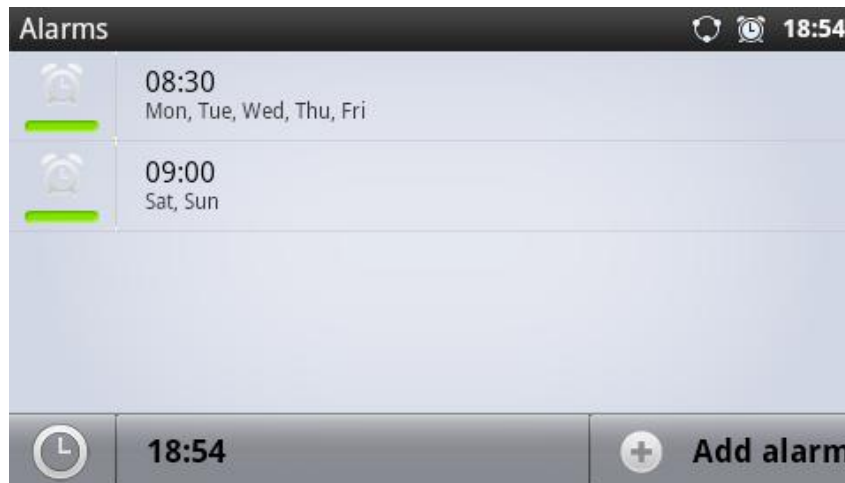 Alarms 18:54
08:30
Mon, Tue, Wed, Thu, Fri
09:00
Sat, Sun
18:54 Add alarm